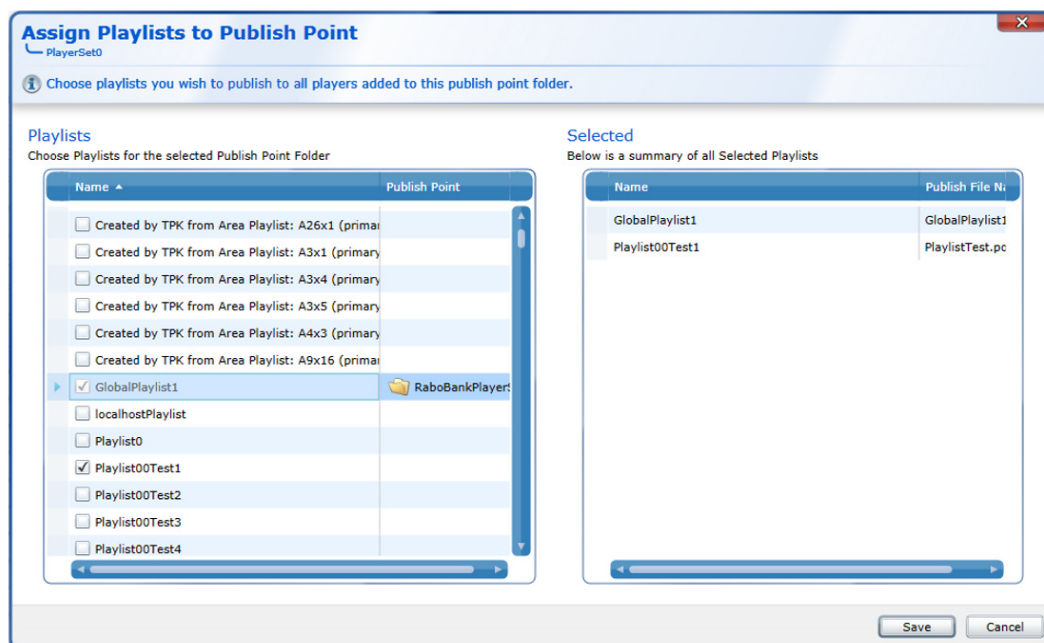 Assign Playlists to Publish Point
PlayerSet0
Choose playlists you wish to publish to all players added to this publish point folder.
Playlists
Choose Playlists for the selected Publish Point Folder
Name Publish Point
Created by TPK from Area Playlist: A26x1 (primar
Created by TPK from Area Playlist: A3x1 (primary
Created by TPK from Area Playlist: A3x4 (primary
Created by TPK from Area Playlist: A3x5 (primary
Created by TPK from Area Playlist: A4x3 (primary
Created by TPK from Area Playlist: A9x16 (primar
GlobalPlaylist1 RaboBankPlayerS
localhostPlaylist
Playlist0
Playlist00Test1
Playlist00Test2
Playlist00Test3
Playlist00Test4
Selected
Below is a summary of all Selected Playlists
Name Publish File Na
GlobalPlaylist1 GlobalPlaylist1
Playlist00Test1 PlaylistTest.po
Save Cancel